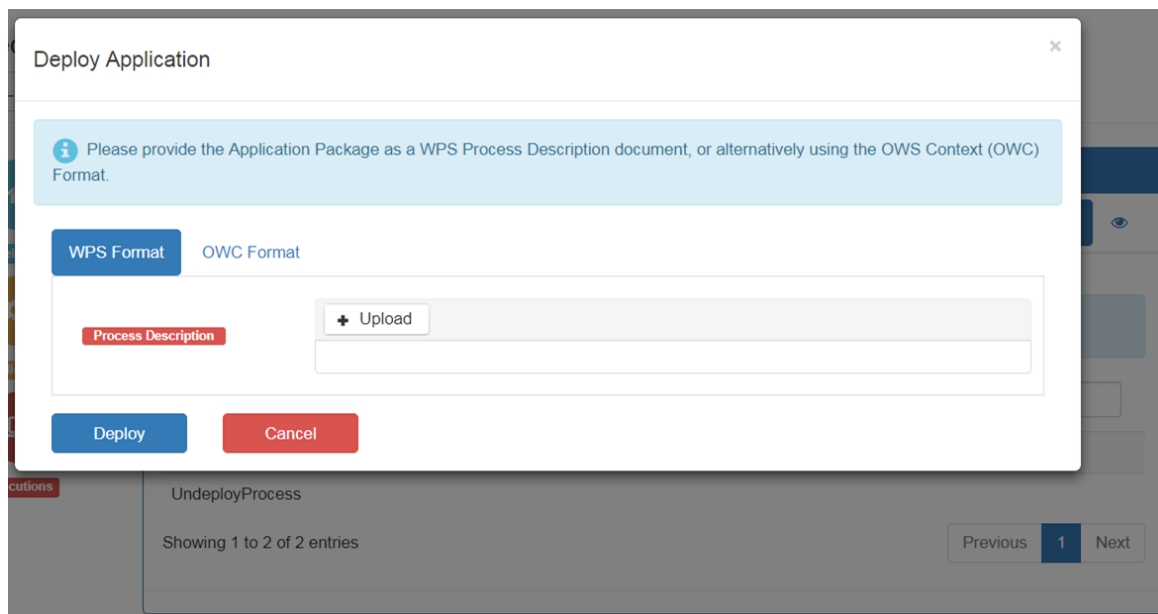 Deploy Application
×
Please provide the Application Package as a WPS Process Description document, or alternatively using the OWS Context (OWC)
Format.
WPS Format OWC Format
Process Description
Upload
Deploy Cancel
cutions
UndeployProcess
Showing 1 to 2 of 2 entries
Previous 1 Next